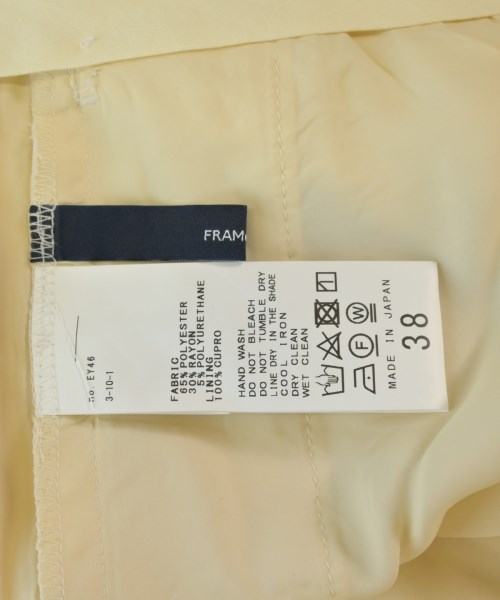 FRAM
no. EY46
3-10-1
FABRIC
65% POLYESTER
30% RAYON
5% POLYURETHANE
LINING
100% CUPRO
HAND WASH
DO NOT BLEACH
DO NOT TUMBLE DRY
LINE DRY IN THE SHADE
COOL IRON
DRY CLEAN
WET CLEAN
F W
MADE IN JAPAN
38